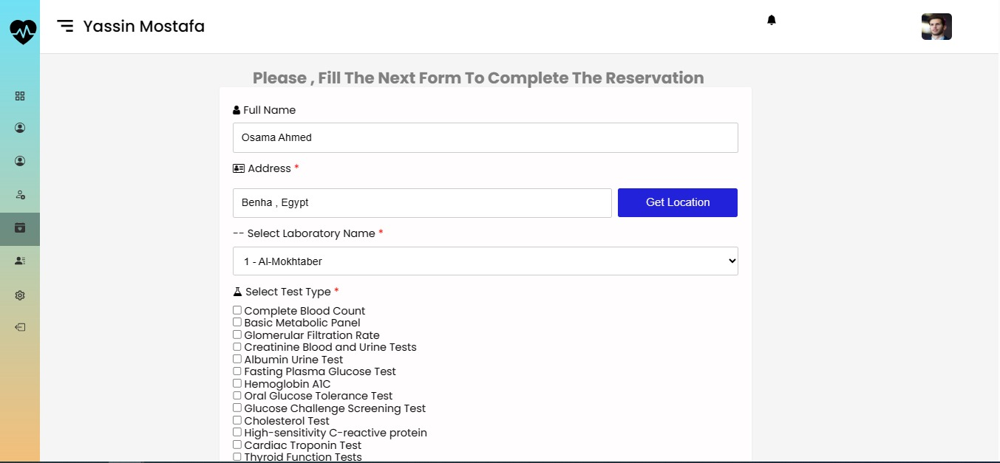 Yassin Mostafa
Please , Fill The Next Form To Complete The Reservation
Full Name
Osama Ahmed
Address *
Benha , Egypt
Get Location
-- Select Laboratory Name *
1 - Al-Mokhtaber
Select Test Type *
Complete Blood Count
Basic Metabolic Panel
Glomerular Filtration Rate
Creatinine Blood and Urine Tests
Albumin Urine Test
Fasting Plasma Glucose Test
Hemoglobin A1C
Oral Glucose Tolerance Test
Glucose Challenge Screening Test
Cholesterol Test
High-sensitivity C-reactive protein
Cardiac Troponin Test
Thyroid Function Tests